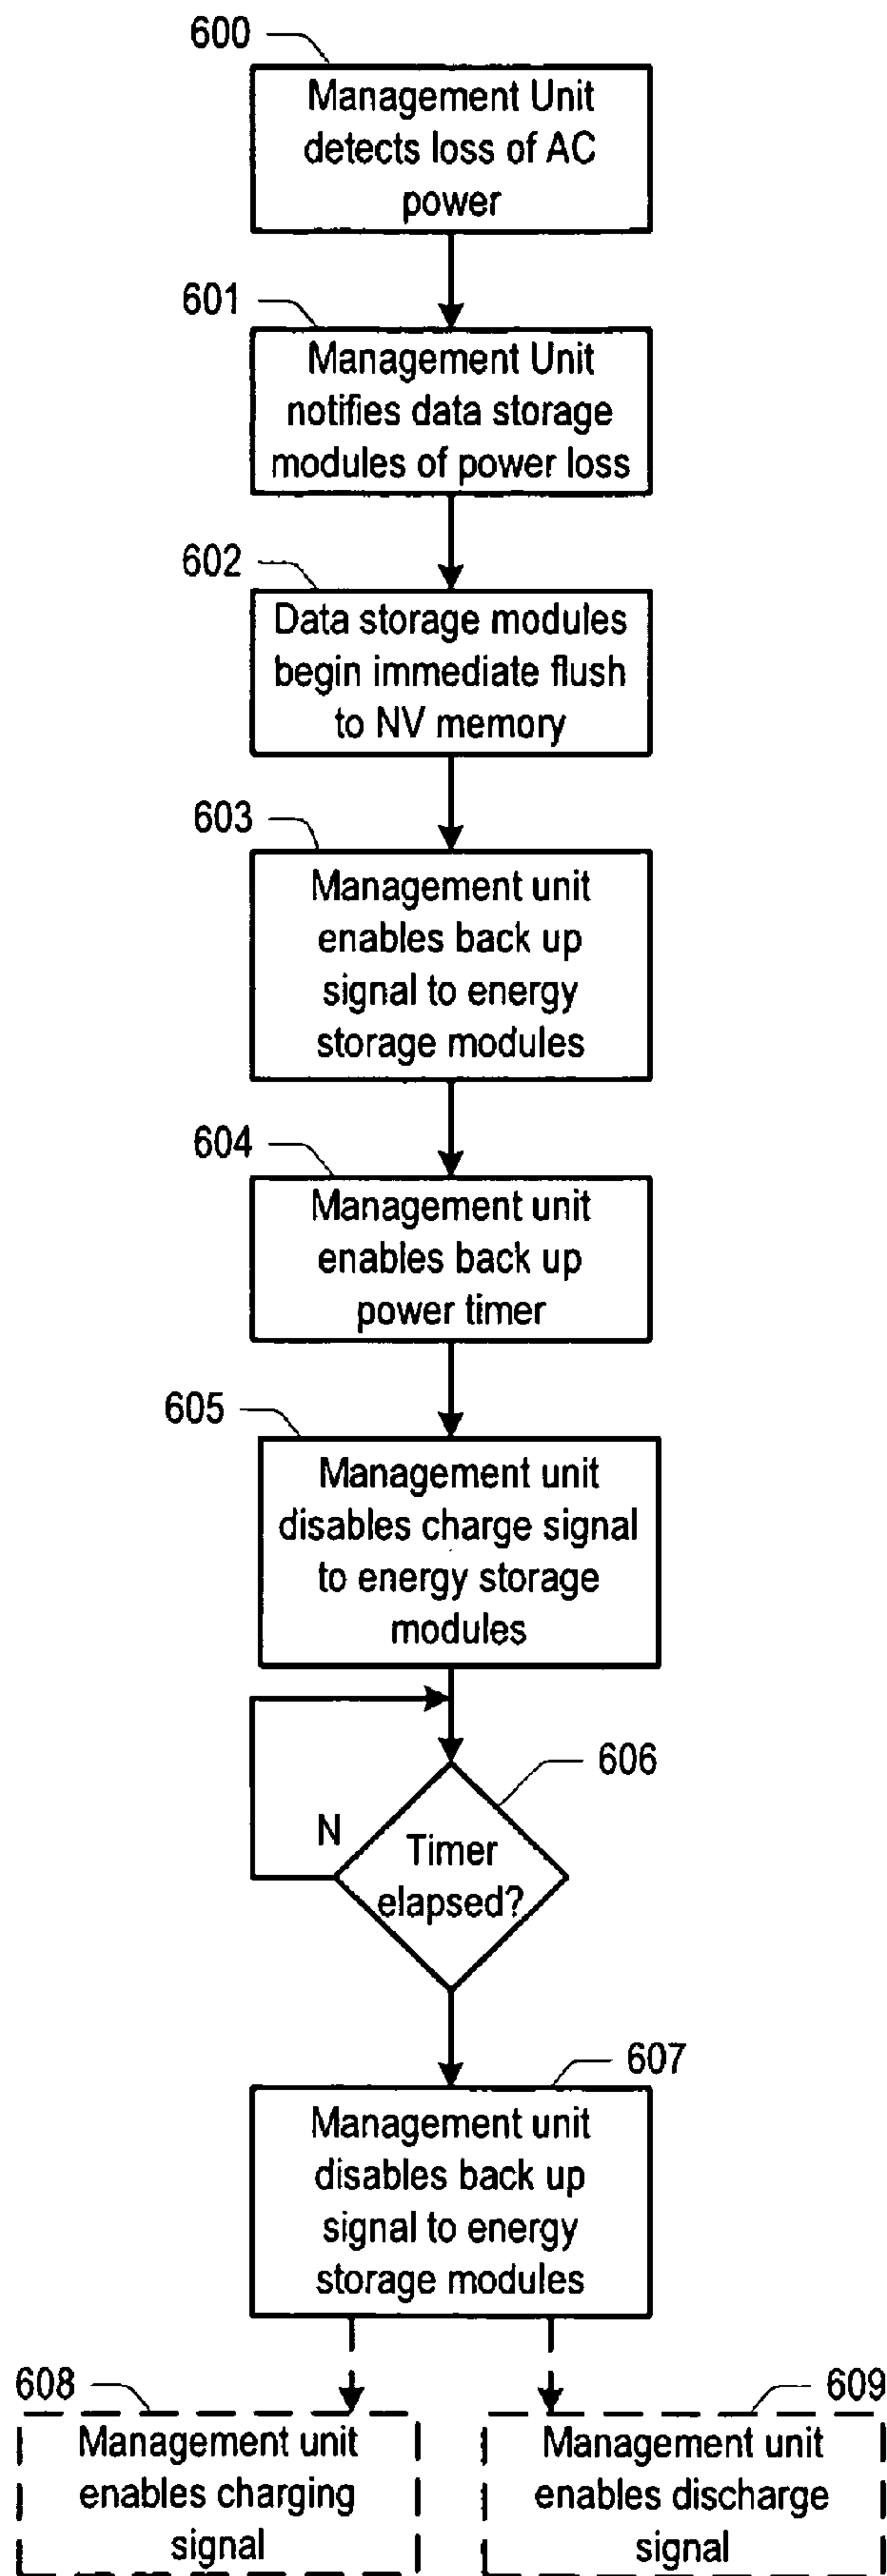 600
Management Unit
detects loss of AC
power
601
Management Unit
notifies data storage
modules of power loss
602
Data storage modules
begin immediate flush
to NV memory
603
Management unit
enables back up
signal to energy
storage modules
604
Management unit
enables back up
power timer
605
Management unit
disables charge signal
to energy storage
modules
606
N
Timer
elapsed?
607
Management unit
disables back up
signal to energy
storage modules
608
Management unit
enables charging
signal
609
Management unit
enables discharge
signal